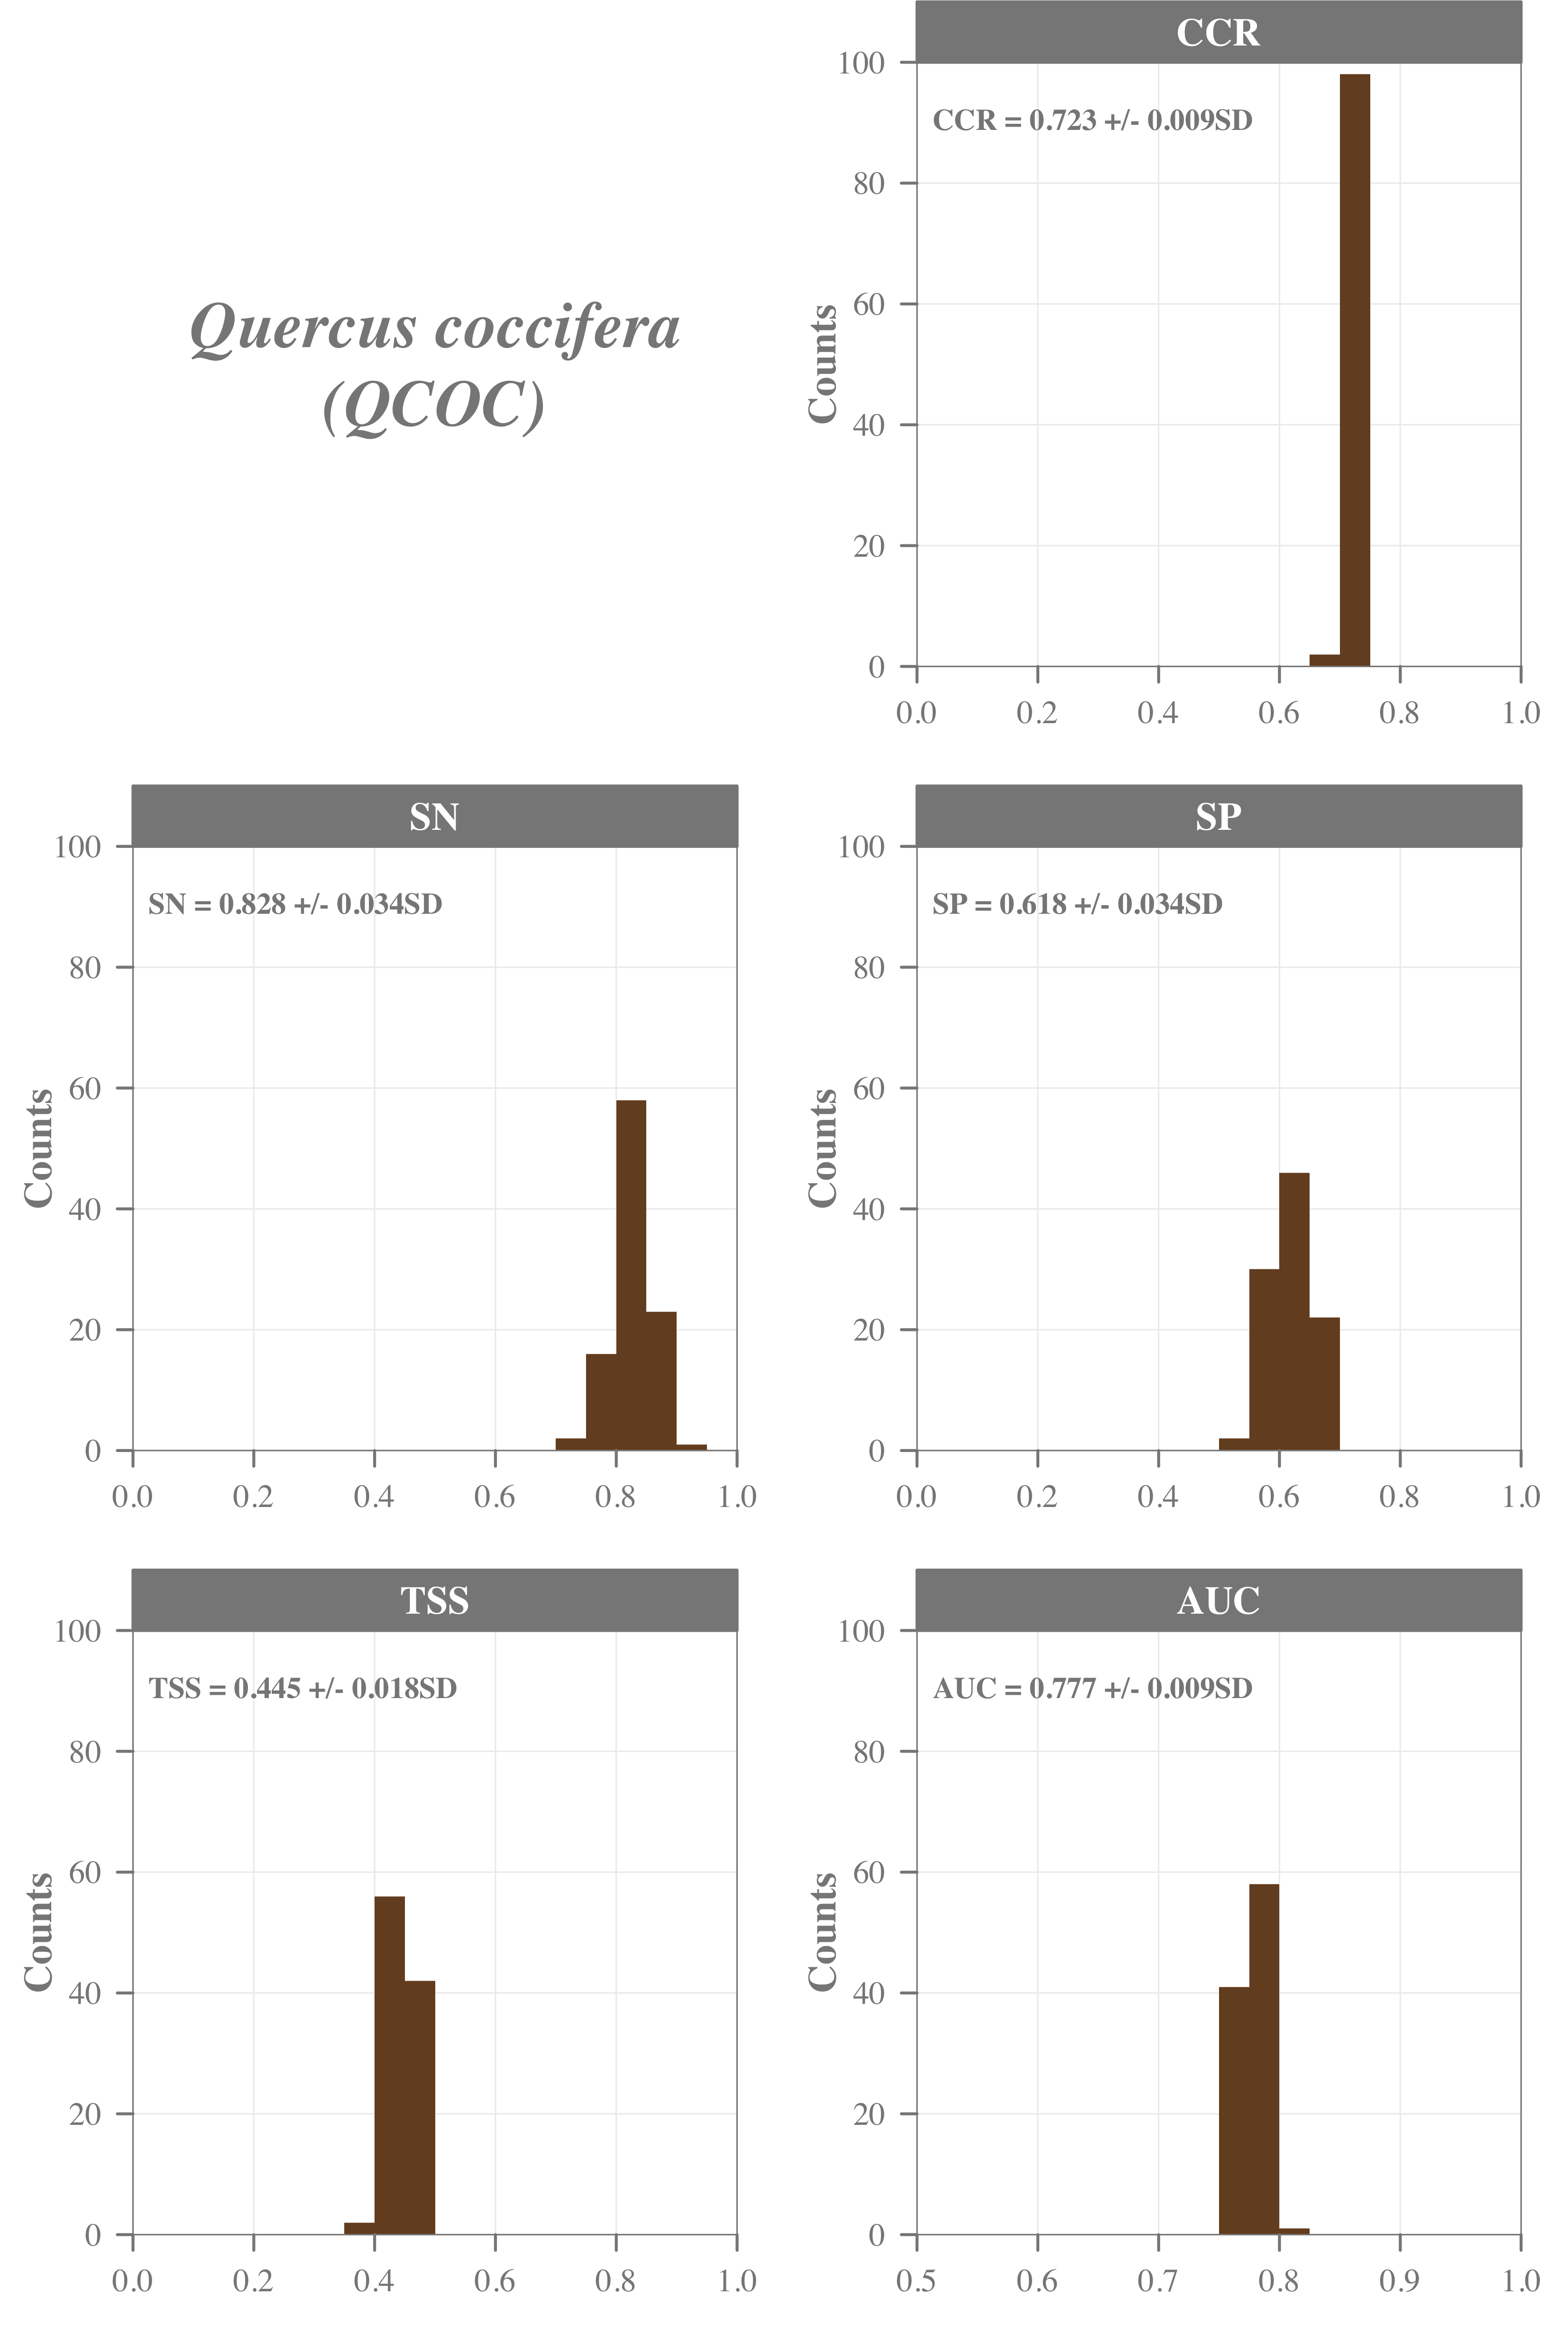 Quercus coccifera
(QCOC)
CCR
CCR = 0.723 +/- 0.009SD
Counts
100
80
60
40
20
0
0.0 0.2 0.4 0.6 0.8 1.0
SN
SN = 0.828 +/- 0.034SD
Counts
100
80
60
40
20
0
0.0 0.2 0.4 0.6 0.8 1.0
SP
SP = 0.618 +/- 0.034SD
Counts
100
80
60
40
20
0
0.0 0.2 0.4 0.6 0.8 1.0
TSS
TSS = 0.445 +/- 0.018SD
Counts
100
80
60
40
20
0
0.0 0.2 0.4 0.6 0.8 1.0
AUC
AUC = 0.777 +/- 0.009SD
Counts
100
80
60
40
20
0
0.5 0.6 0.7 0.8 0.9 1.0